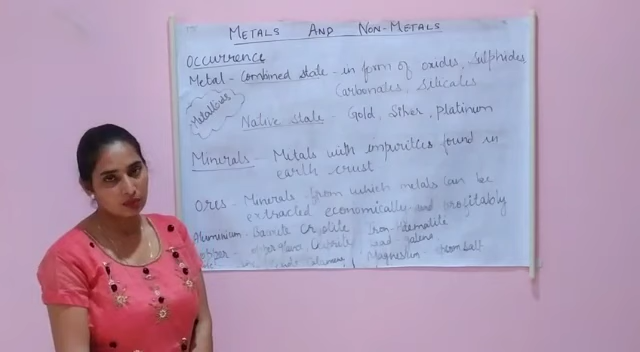 METALS AND NON-METALS
OCCURRENCE
Metal - Combined state - in form of oxides, Sulphides
Carbonates, Silicates
Native state - Gold, Silver, Platinum
Minerals - Metals with impurities found in
earth crust
Ores - Minerals from which metals can be
extracted economically and profitably
Aluminium - Bauxite Cryolite Iron - Hematite
Lead - galena
Magnesium